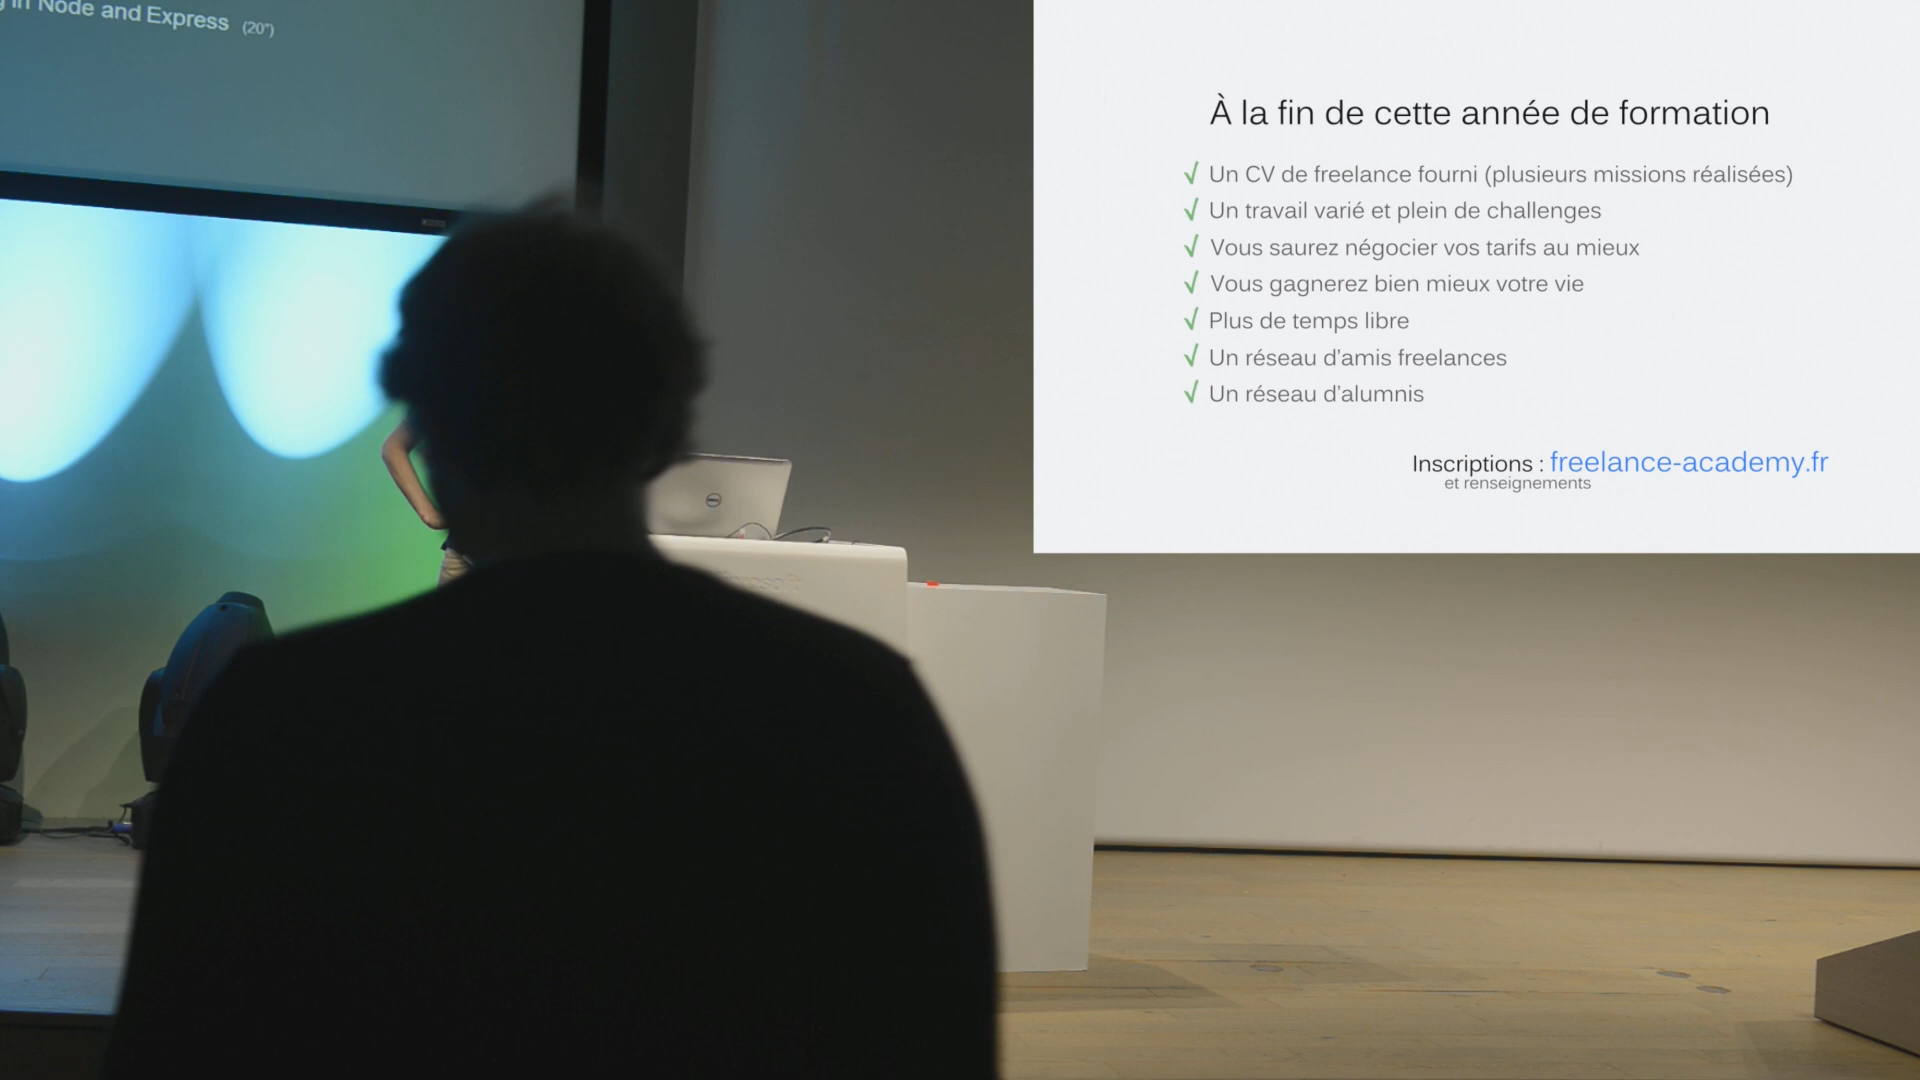 in Node and Express (20")
À la fin de cette année de formation
√ Un CV de freelance fourni (plusieurs missions réalisées)
√ Un travail varié et plein de challenges
√ Vous saurez négocier vos tarifs au mieux
√ Vous gagnerez bien mieux votre vie
√ Plus de temps libre
√ Un réseau d'amis freelances
√ Un réseau d'alumnis
Inscriptions : freelance-academy.fr
et renseignements
DELL